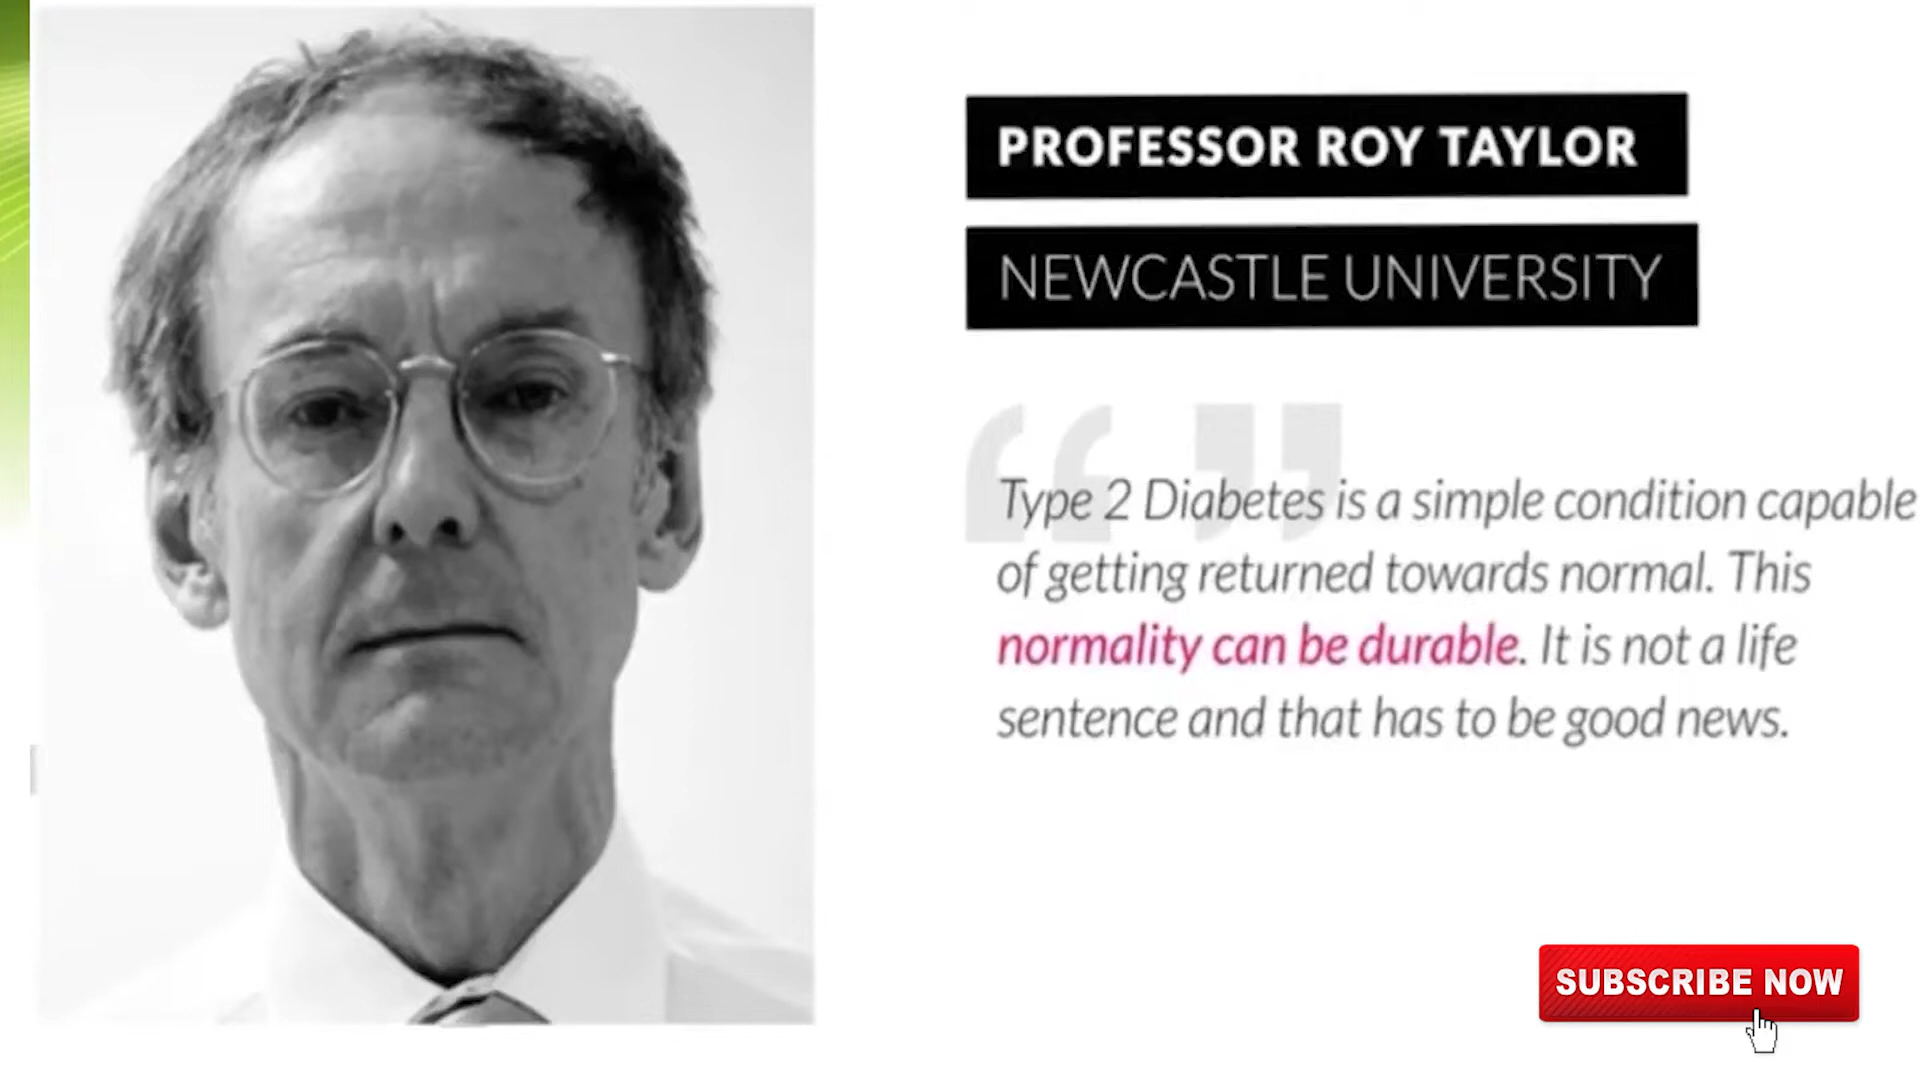 PROFESSOR ROY TAYLOR
NEWCASTLE UNIVERSITY
“ ”
Type 2 Diabetes is a simple condition capable
of getting returned towards normal. This
normality can be durable. It is not a life
sentence and that has to be good news.
SUBSCRIBE NOW